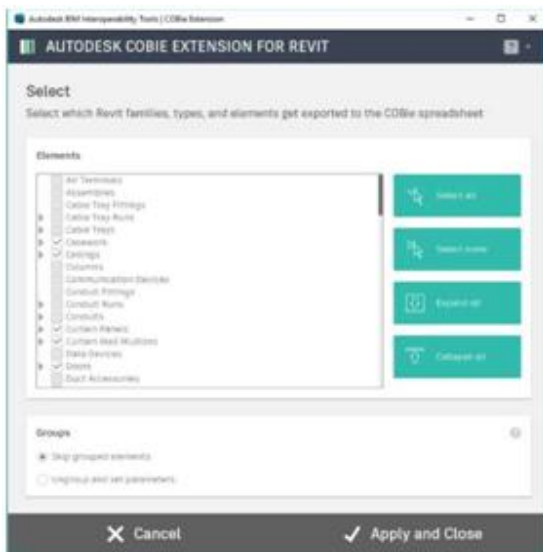 Autodesk BIM Interoperability Tools | COBie Extension
AUTODESK COBIE EXTENSION FOR REVIT
Select
Select which Revit families, types, and elements get exported to the COBie spreadsheet
Elements
Air Terminals
Assemblies
Cable Tray Fittings
Cable Tray Runs
Cable Trays
Casework
Ceilings
Columns
Communication Devices
Conduit Fittings
Conduit Runs
Conduits
Curtain Panels
Curtain Wall Mullions
Data Devices
Doors
Duct Accessories
Select all
Select none
Expand all
Collapse all
Groups
Skip grouped elements
Ungroup and set parameters
Cancel
Apply and Close